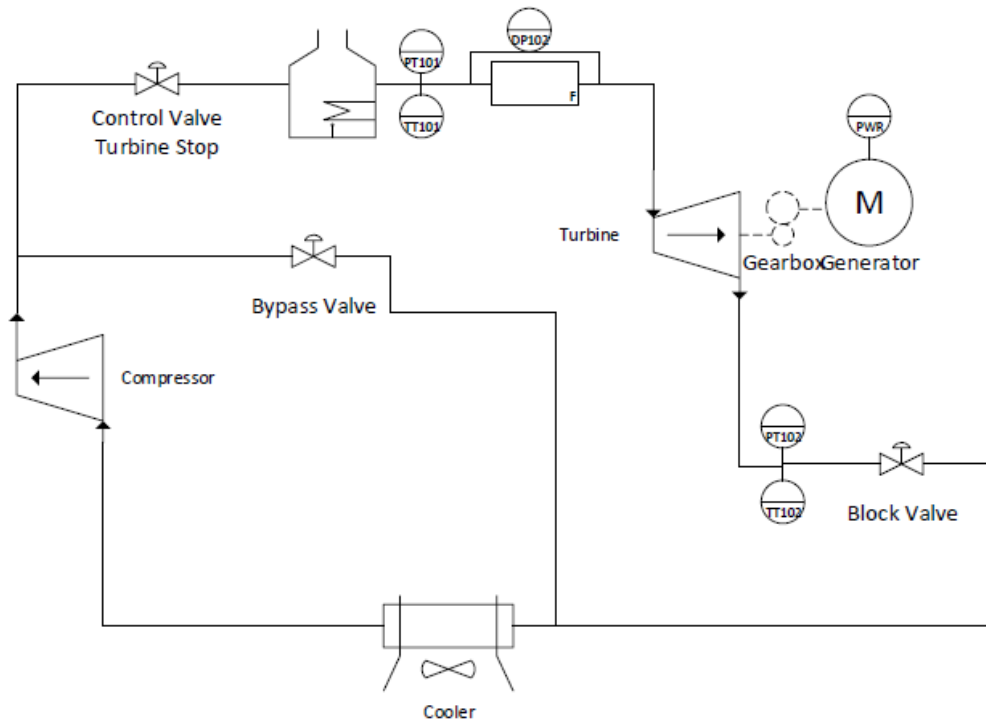 DP102
PT101
F
TT101
Control Valve
Turbine Stop
PWR
M
Turbine
GearboxGenerator
Bypass Valve
Compressor
PT102
TT102
Block Valve
Cooler